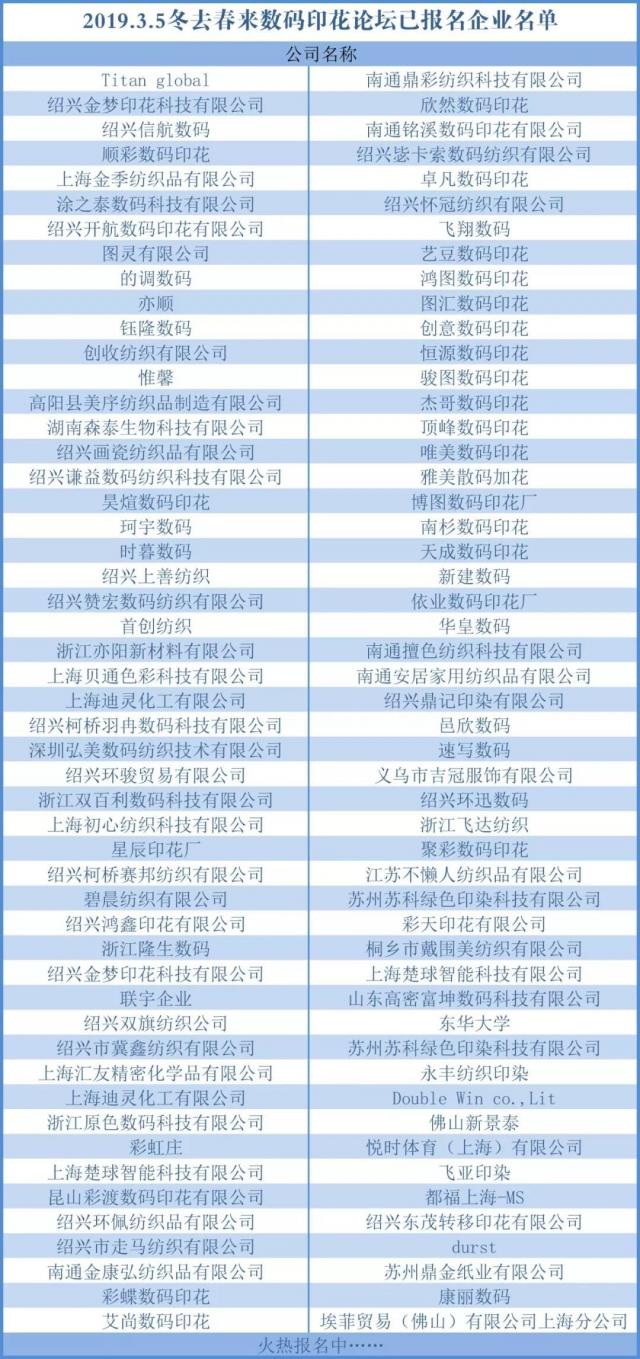 2019.3.5冬去春来数码印花论坛已报名企业名单
公司名称
Titan global 南通鼎彩纺织科技有限公司
绍兴金梦印花科技有限公司 欣然数码印花
绍兴信航数码 南通铭溪数码印花有限公司
顺彩数码印花 绍兴毖卡索数码纺织有限公司
上海金季纺织品有限公司 卓凡数码印花
涂之泰数码科技有限公司 绍兴怀冠纺织有限公司
绍兴开航数码印花有限公司 飞翔数码
图灵有限公司 艺豆数码印花
的调数码 鸿图数码印花
亦顺 图汇数码印花
钰隆数码 创意数码印花
创收纺织有限公司 恒源数码印花
惟馨 骏图数码印花
高阳县美序纺织品制造有限公司 杰哥数码印花
湖南森泰生物科技有限公司 顶峰数码印花
绍兴画瓷纺织品有限公司 唯美数码印花
绍兴谦益数码纺织科技有限公司 雅美散码加花
昊煊数码印花 博图数码印花厂
珂宇数码 南杉数码印花
时暮数码 天成数码印花
绍兴上善纺织 新建数码
绍兴赞宏数码纺织有限公司 依业数码印花厂
首创纺织 华皇数码
浙江亦阳新材料有限公司 南通擅色纺织科技有限公司
上海贝通色彩科技有限公司 南通安居家用纺织品有限公司
上海迪灵化工有限公司 绍兴鼎记印染有限公司
绍兴柯桥羽冉数码科技有限公司 邑欣数码
深圳弘美数码纺织技术有限公司 速写数码
绍兴环骏贸易有限公司 义乌市吉冠服饰有限公司
浙江双百利数码科技有限公司 绍兴环迅数码
上海初心纺织科技有限公司 浙江飞达纺织
星辰印花厂 聚彩数码印花
绍兴柯桥赛邦纺织有限公司 江苏不懒人纺织品有限公司
碧晨纺织有限公司 苏州苏科绿色印染科技有限公司
绍兴鸿鑫印花有限公司 彩天印花有限公司
浙江隆生数码 桐乡市戴围美纺织有限公司
绍兴金梦印花科技有限公司 上海楚球智能科技有限公司
联宇企业 山东高密富坤数码科技有限公司
绍兴双旗纺织公司 东华大学
绍兴市冀鑫纺织有限公司 苏州苏科绿色印染科技有限公司
上海汇友精密化学品有限公司 永丰纺织印染
上海迪灵化工有限公司 Double Win co.,Lit
浙江原色数码科技有限公司 佛山新景泰
彩虹庄 悦时体育（上海）有限公司
上海楚球智能科技有限公司 飞亚印染
昆山彩渡数码印花有限公司 都福上海-MS
绍兴环佩纺织品有限公司 绍兴东茂转移印花有限公司
绍兴市走马纺织有限公司 durst
南通金康弘纺织品有限公司 苏州鼎金纸业有限公司
彩蝶数码印花 康丽数码
艾尚数码印花 埃菲贸易（佛山）有限公司上海分公司
火热报名中……